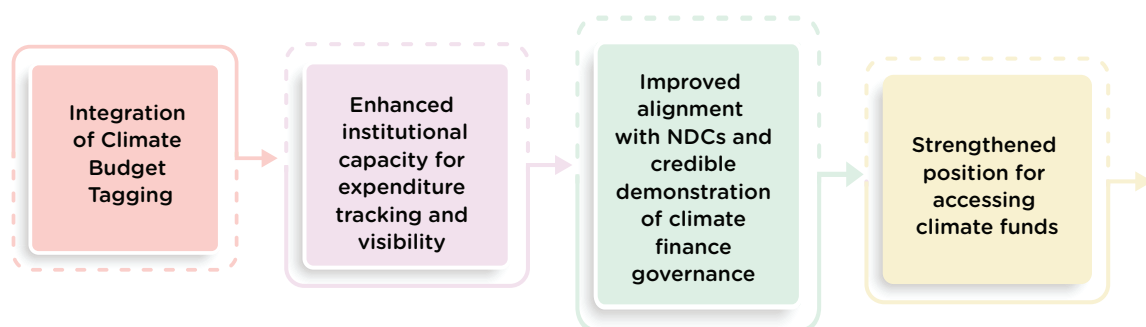 Integration
of Climate
Budget
Tagging
Enhanced
institutional
capacity for
expenditure
tracking and
visibility
Improved
alignment
with NDCs and
credible
demonstration
of climate
finance
governance
Strengthened
position for
accessing
climate funds